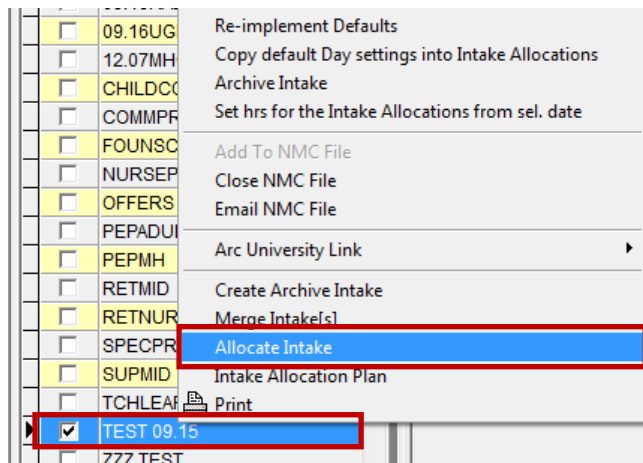 09.16UG
12.07MH
CHILDC
COMMPR
FOUNSC
NURSEP
OFFERS
PEPADU
PEPMH
RETMID
RETNUR
SPECPR
SUPMID
TCHLEA
TEST 09.15
ZZZ TEST
Re-implement Defaults
Copy default Day settings into Intake Allocations
Archive Intake
Set hrs for the Intake Allocations from sel. date
Add To NMC File
Close NMC File
Email NMC File
Arc University Link
Create Archive Intake
Merge Intake[s]
Allocate Intake
Intake Allocation Plan
Print